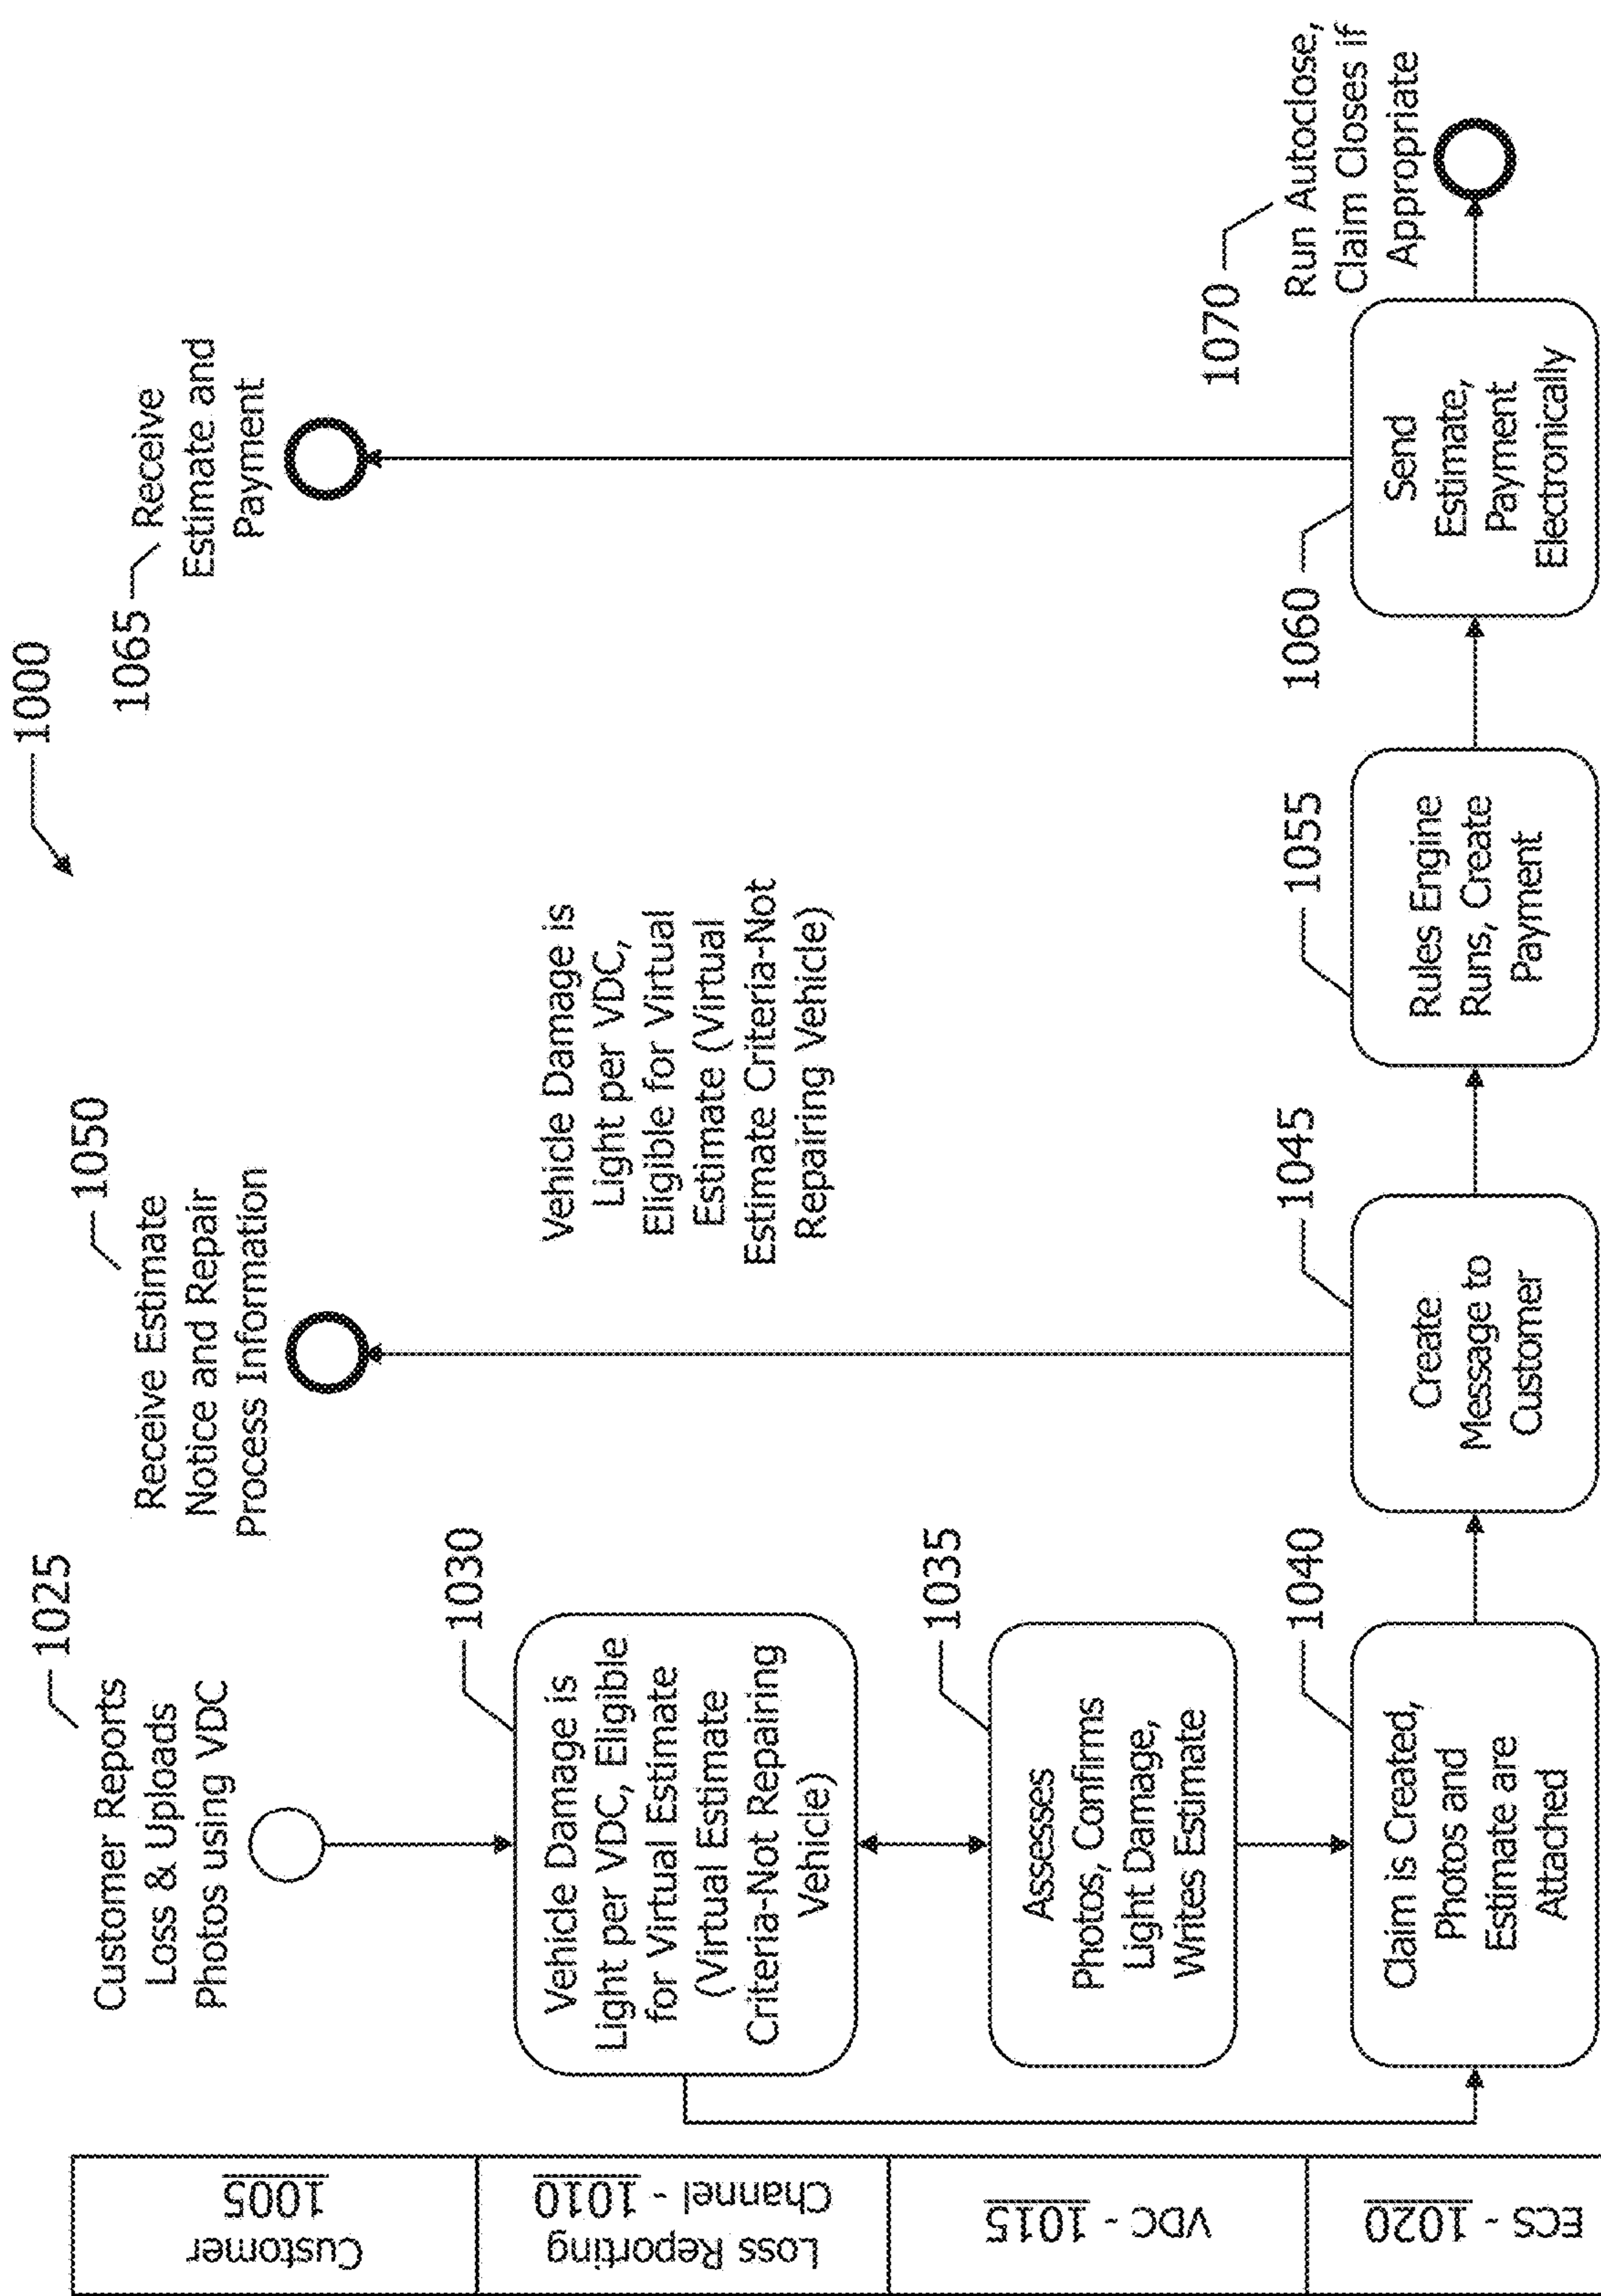 1000
1025
Customer Reports
Loss & Uploads
Photos using VDC
1050
Receive Estimate
Notice and Repair
Process Information
1065
Receive
Estimate and
Payment
Customer
1005
Loss Reporting
Channel - 1010
VDC - 1015
ECS - 1020
1030
Vehicle Damage is
Light per VDC, Eligible
for Virtual Estimate
(Virtual Estimate
Criteria-Not Repairing
Vehicle)
Vehicle Damage is
Light per VDC,
Eligible for Virtual
Estimate (Virtual
Estimate Criteria-Not
Repairing Vehicle)
1035
Assesses
Photos, Confirms
Light Damage,
Writes Estimate
1040
Claim is Created,
Photos and
Estimate are
Attached
1045
Create
Message to
Customer
1055
Rules Engine
Runs, Create
Payment
1060
Send
Estimate,
Payment
Electronically
1070
Run Autoclose,
Claim Closes if
Appropriate